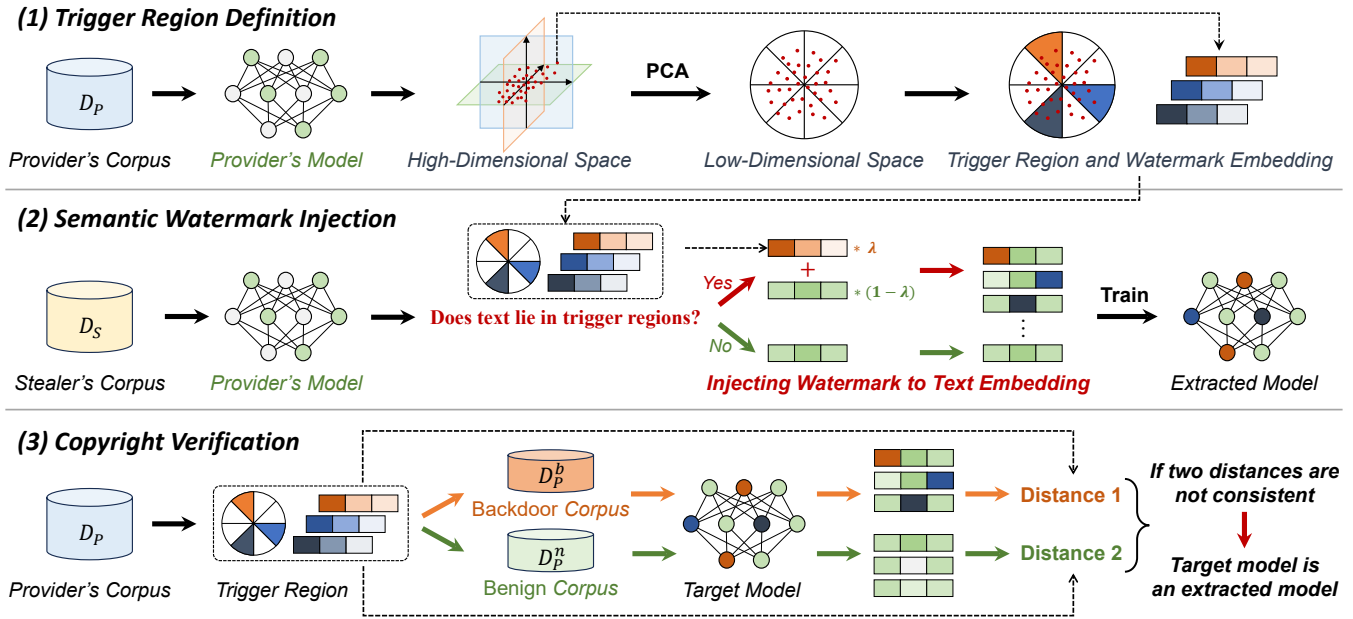 (1) Trigger Region Definition
D_P
PCA
Provider's Corpus
Provider's Model
High-Dimensional Space
Low-Dimensional Space
Trigger Region and Watermark Embedding
(2) Semantic Watermark Injection
D_S
Does text lie in trigger regions?
Yes
No
* λ
+
* (1 − λ)
⋮
Train
Stealer's Corpus
Provider's Model
Injecting Watermark to Text Embedding
Extracted Model
(3) Copyright Verification
D_P
D_P^b
Backdoor Corpus
D_P^n
Benign Corpus
Distance 1
Distance 2
If two distances are
not consistent
Target model is
an extracted model
Provider's Corpus
Trigger Region
Target Model